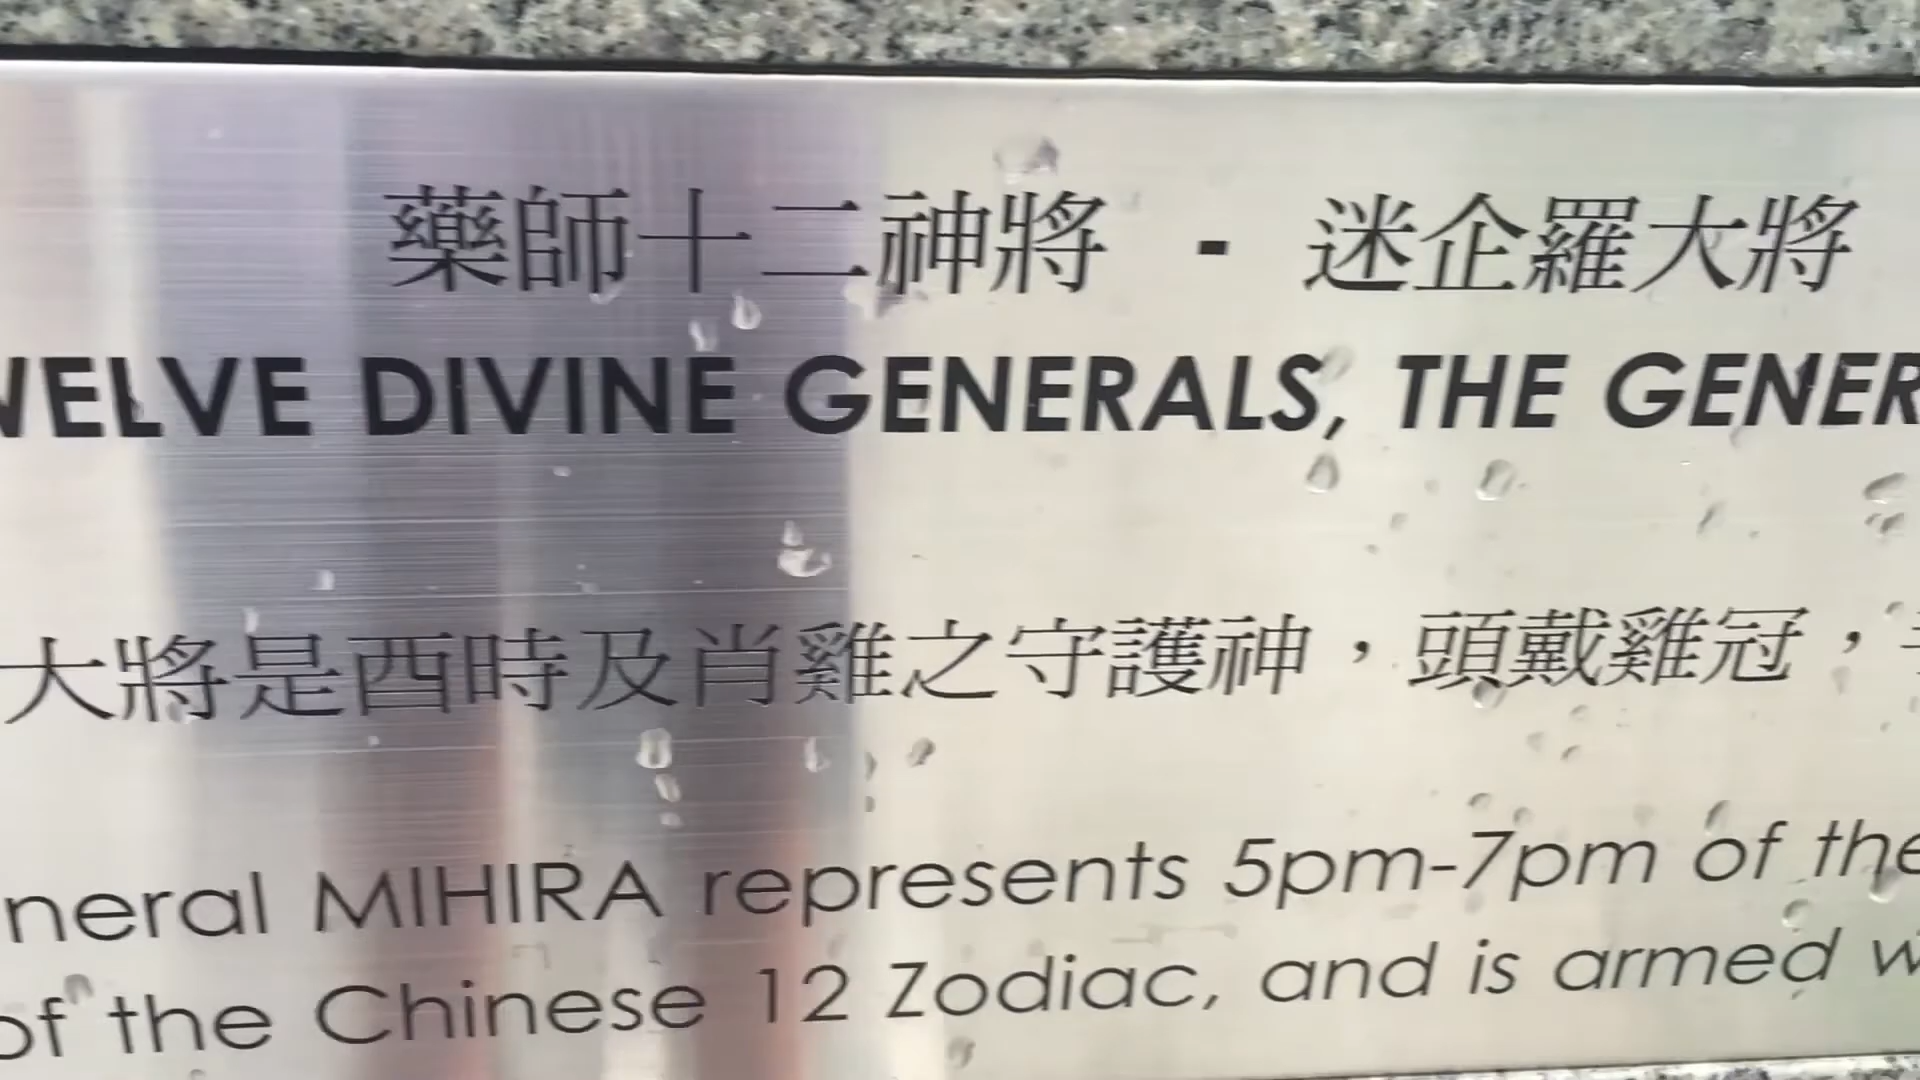 藥師十二神將 - 迷企羅大將
WELVE DIVINE GENERALS, THE GENER
大將是酉時及肖雞之守護神，頭戴雞冠，
neral MIHIRA represents 5pm-7pm of the
of the Chinese 12 Zodiac, and is armed w